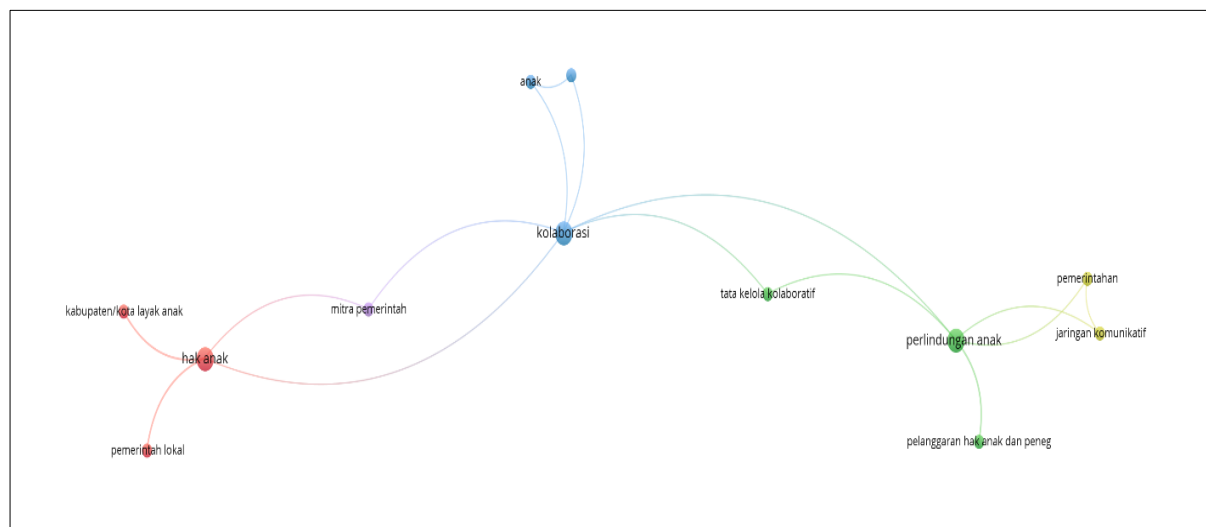 anak
kolaborasi
pemerintahan
tata kelola kolaboratif
kabupaten/kota layak anak
mitra pemerintah
jaringan komunikatif
perlindungan anak
hak anak
pelanggaran hak anak dan peneg
pemerintah lokal